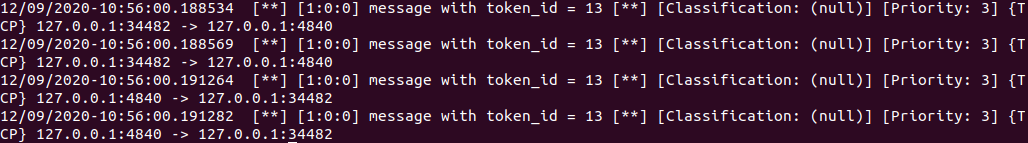 12/09/2020-10:56:00.188534  [**] [1:0:0] message with token_id = 13 [**] [Classification: (null)] [Priority: 3] {T
CP} 127.0.0.1:34482 -> 127.0.0.1:4840
12/09/2020-10:56:00.188569  [**] [1:0:0] message with token_id = 13 [**] [Classification: (null)] [Priority: 3] {T
CP} 127.0.0.1:34482 -> 127.0.0.1:4840
12/09/2020-10:56:00.191264  [**] [1:0:0] message with token_id = 13 [**] [Classification: (null)] [Priority: 3] {T
CP} 127.0.0.1:4840 -> 127.0.0.1:34482
12/09/2020-10:56:00.191282  [**] [1:0:0] message with token_id = 13 [**] [Classification: (null)] [Priority: 3] {T
CP} 127.0.0.1:4840 -> 127.0.0.1:34482